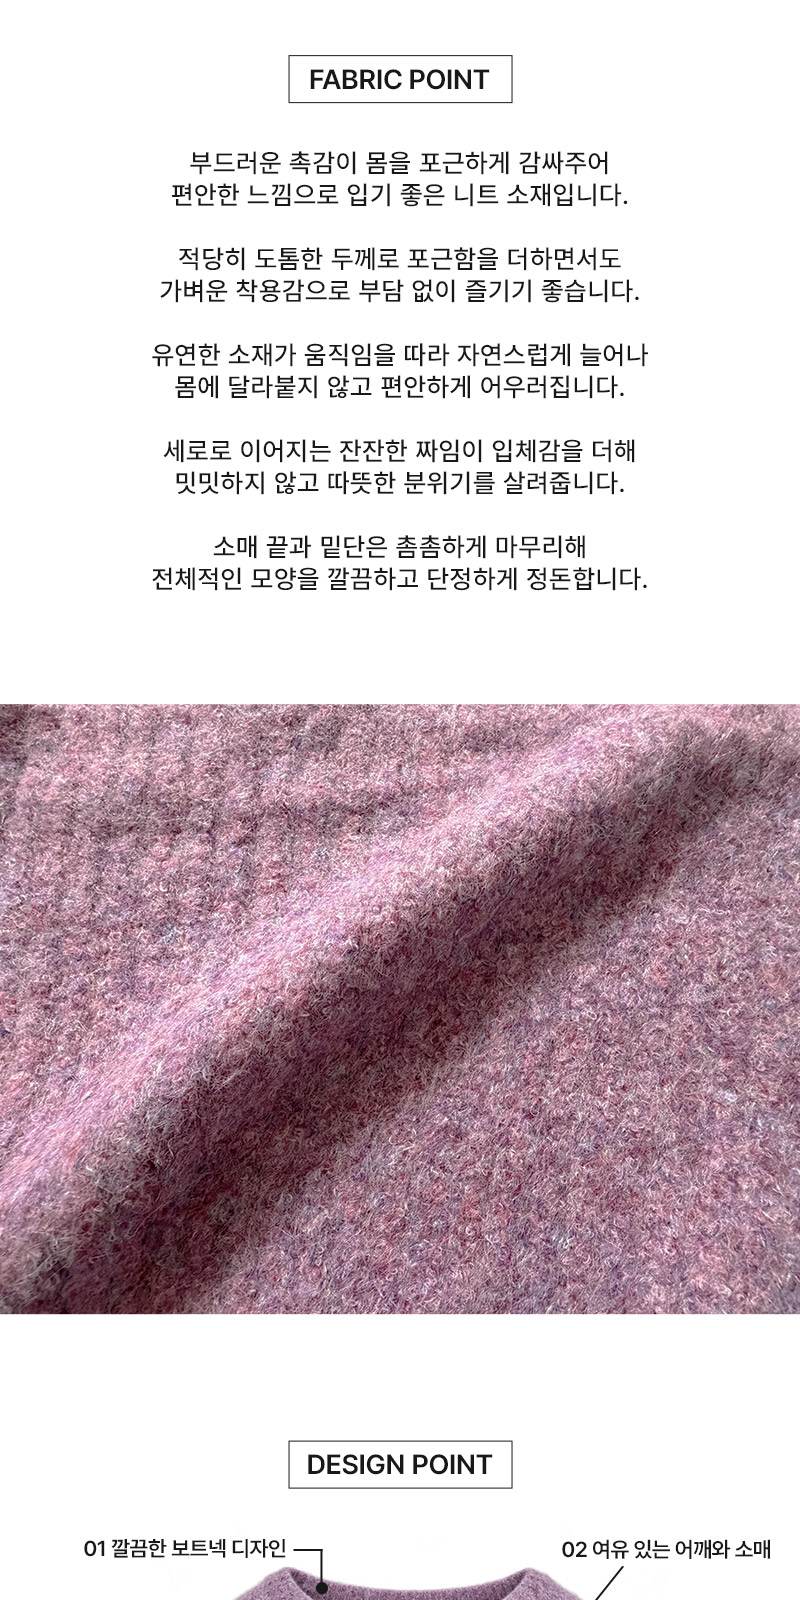 FABRIC POINT
부드러운 촉감이 몸을 포근하게 감싸주어
편안한 느낌으로 입기 좋은 니트 소재입니다.
적당히 도톰한 두께로 포근함을 더하면서도
가벼운 착용감으로 부담 없이 즐기기 좋습니다.
유연한 소재가 움직임을 따라 자연스럽게 늘어나
몸에 달라붙지 않고 편안하게 어우러집니다.
세로로 이어지는 잔잔한 짜임이 입체감을 더해
밋밋하지 않고 따뜻한 분위기를 살려줍니다.
소매 끝과 밑단은 촘촘하게 마무리해
전체적인 모양을 깔끔하고 단정하게 정돈합니다.
DESIGN POINT
01 깔끔한 보트넥 디자인
02 여유 있는 어깨와 소매